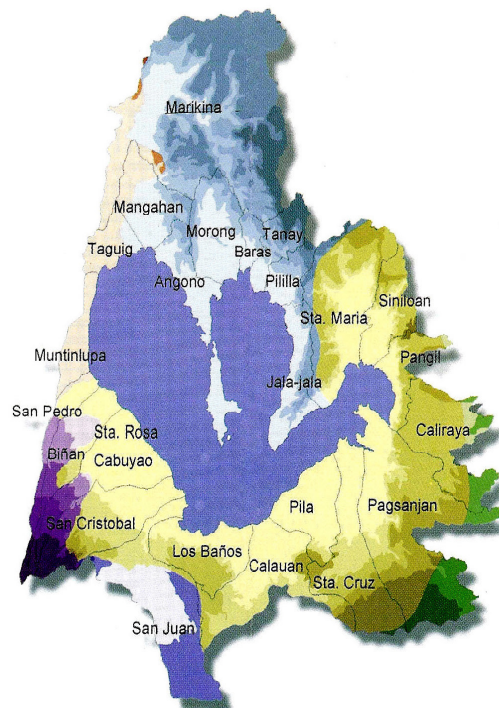 Marikina
Mangahan
Morong
Tanay
Baras
Taguig
Angono
Pililla
Siniloan
Sta. Maria
Muntinlupa
Pangil
Jala-jala
San Pedro
Sta. Rosa
Caliraya
Biñan
Cabuyao
Pila
Pagsanjan
San Cristobal
Los Baños
Calauan
Sta. Cruz
San Juan